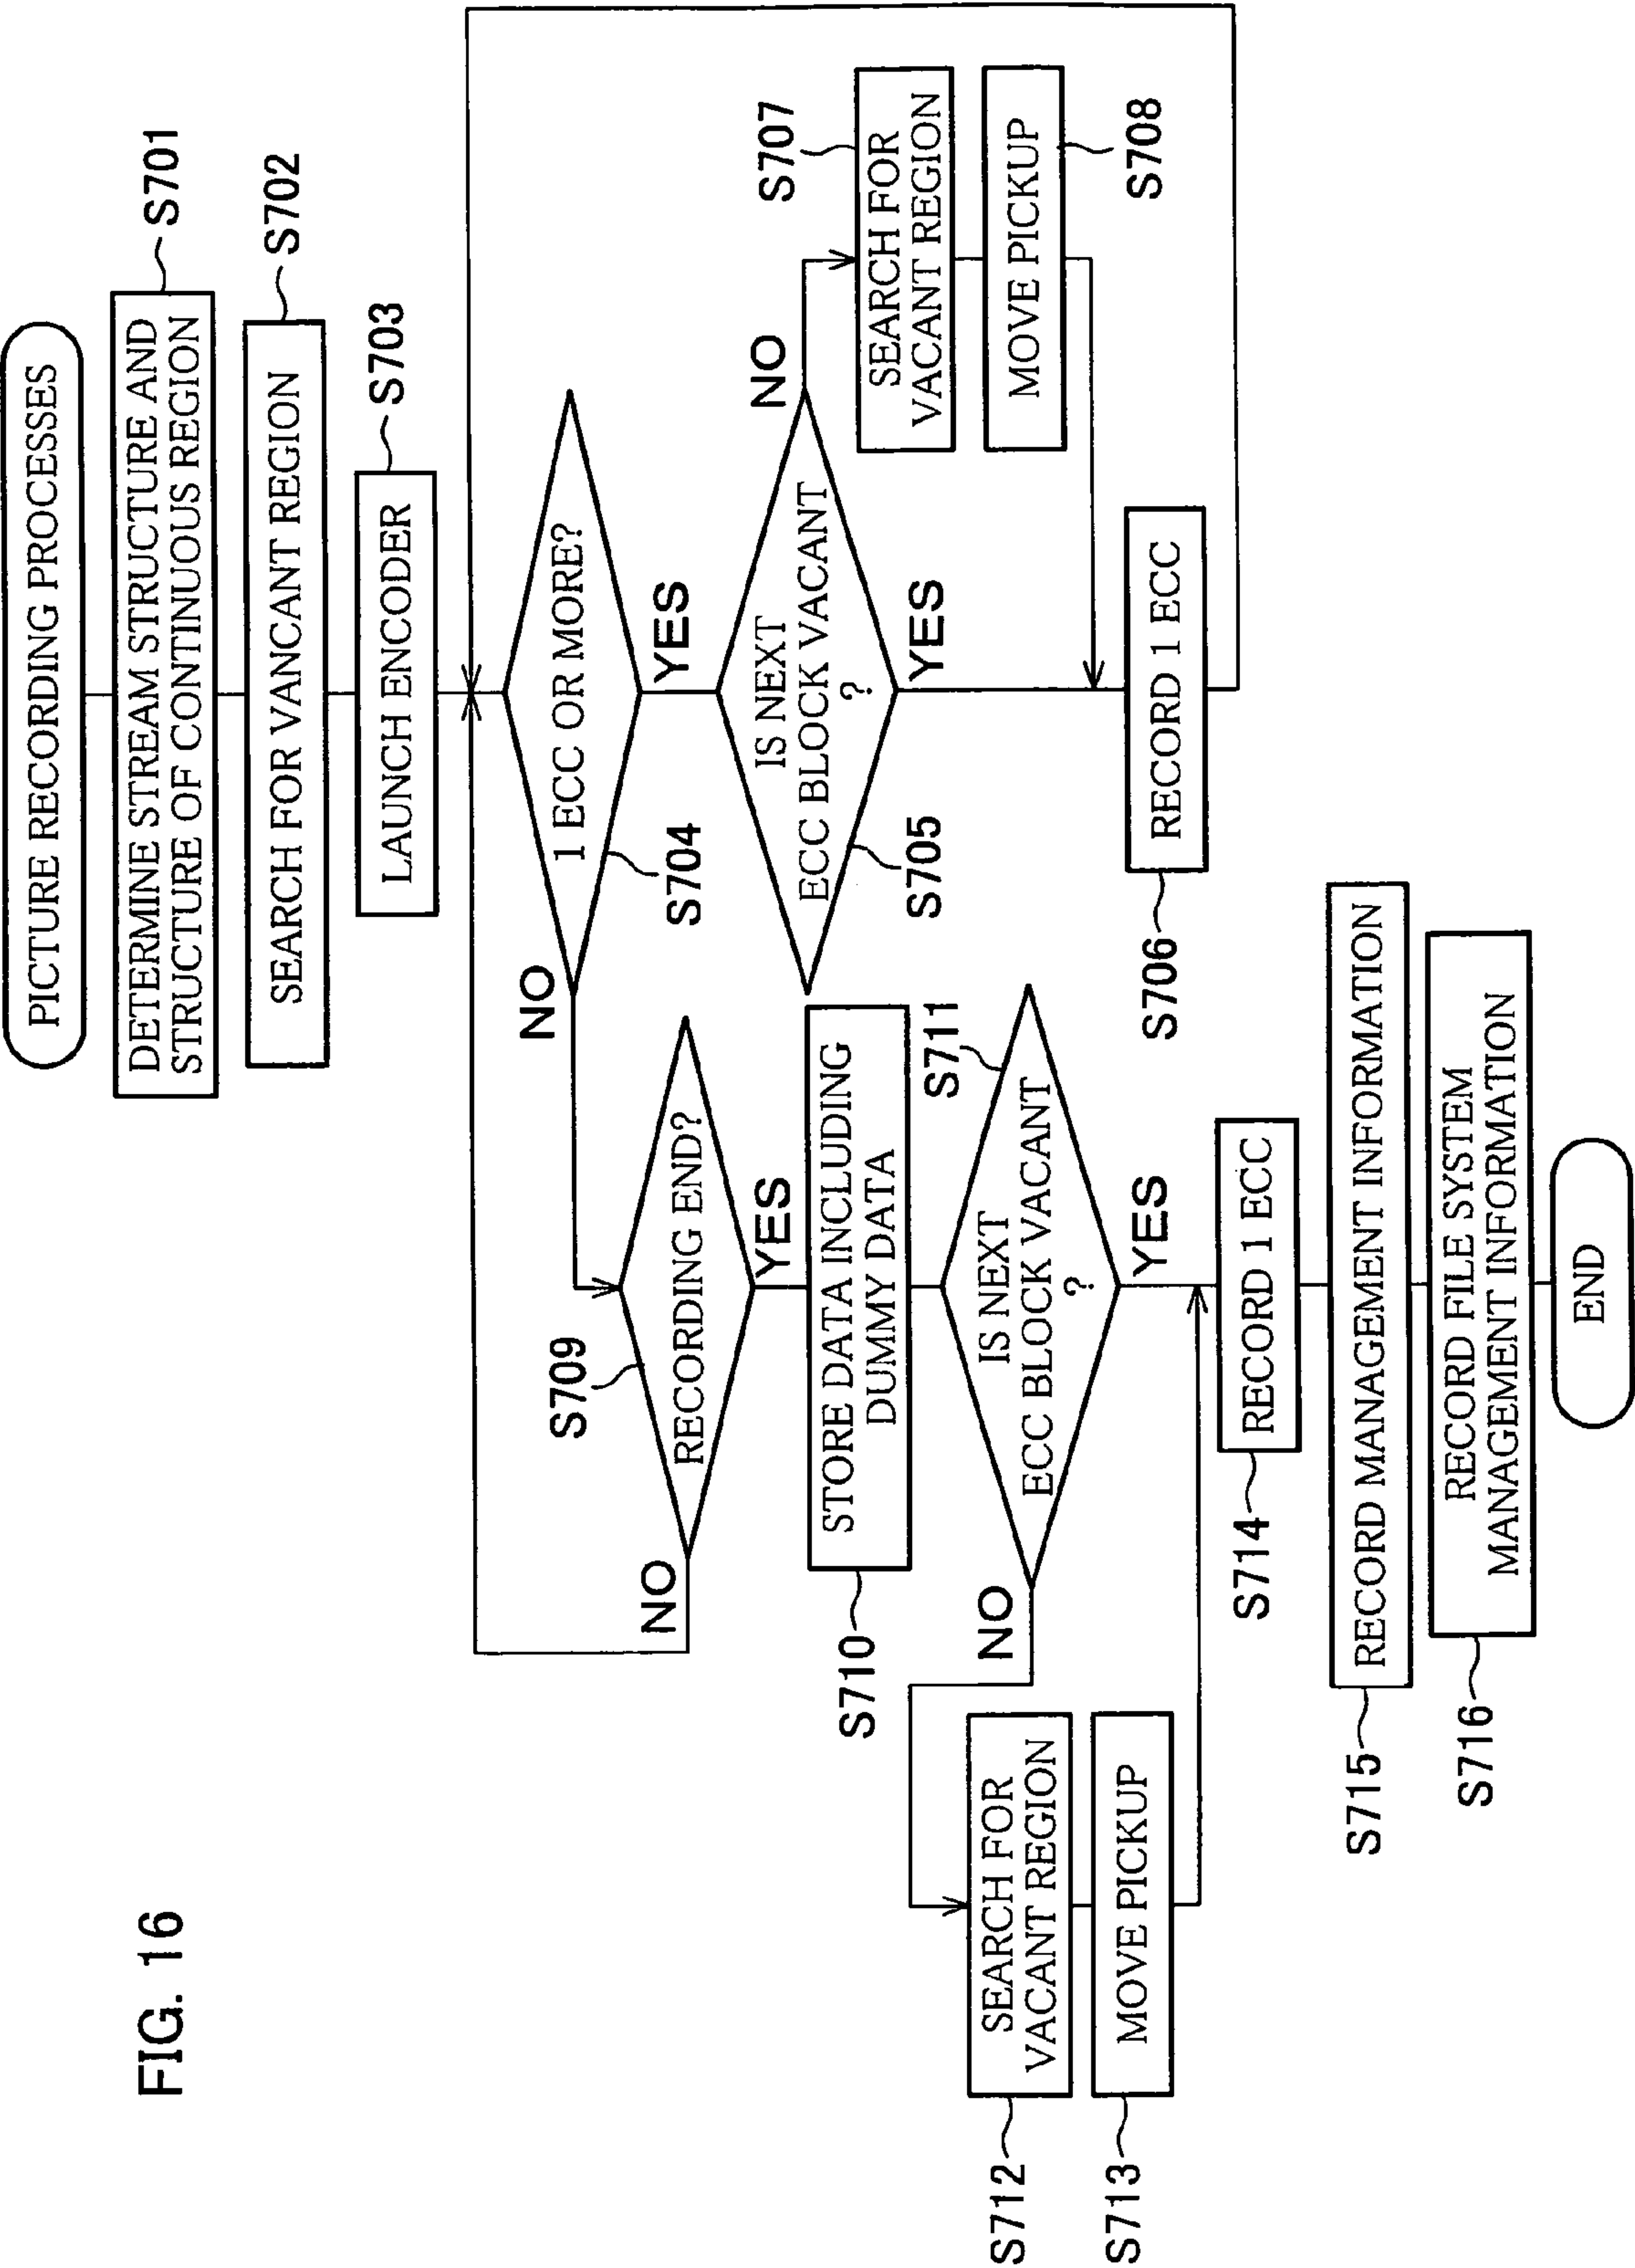 FIG. 16
PICTURE RECORDING PROCESSES
DETERMINE STREAM STRUCTURE AND
STRUCTURE OF CONTINUOUS REGION
S701
SEARCH FOR VANCANT REGION
S702
LAUNCH ENCODER
S703
1 ECC OR MORE?
S704
NO
YES
IS NEXT
ECC BLOCK VACANT
?
S705
NO
YES
SEARCH FOR
VACANT REGION
S707
MOVE PICKUP
S708
RECORD 1 ECC
S706
RECORDING END?
S709
NO
YES
STORE DATA INCLUDING
DUMMY DATA
S710
IS NEXT
ECC BLOCK VACANT
?
S711
NO
YES
SEARCH FOR
VACANT REGION
S712
MOVE PICKUP
S713
RECORD 1 ECC
S714
RECORD MANAGEMENT INFORMATION
S715
RECORD FILE SYSTEM
MANAGEMENT INFORMATION
S716
END